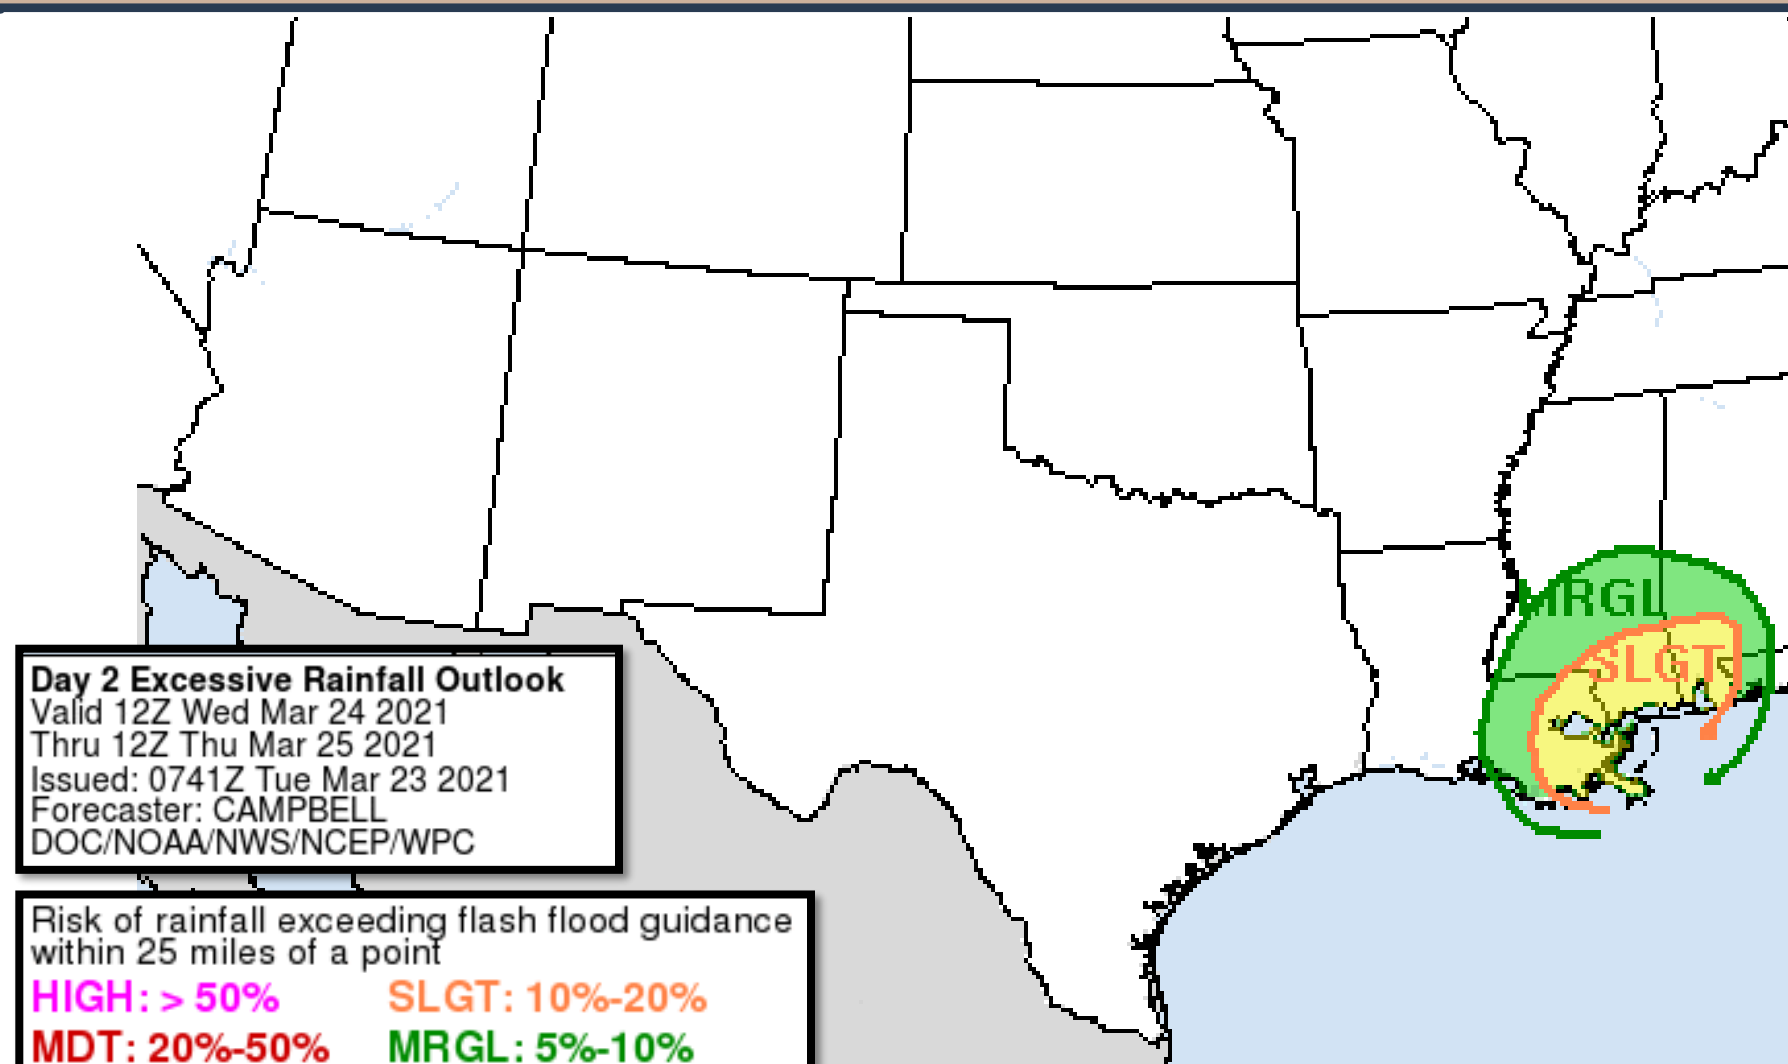 MRGL
SLGT
Day 2 Excessive Rainfall Outlook
Valid 12Z Wed Mar 24 2021
Thru 12Z Thu Mar 25 2021
Issued: 0741Z Tue Mar 23 2021
Forecaster: CAMPBELL
DOC/NOAA/NWS/NCEP/WPC
Risk of rainfall exceeding flash flood guidance
within 25 miles of a point
HIGH: > 50% SLGT: 10%-20%
MDT: 20%-50% MRGL: 5%-10%